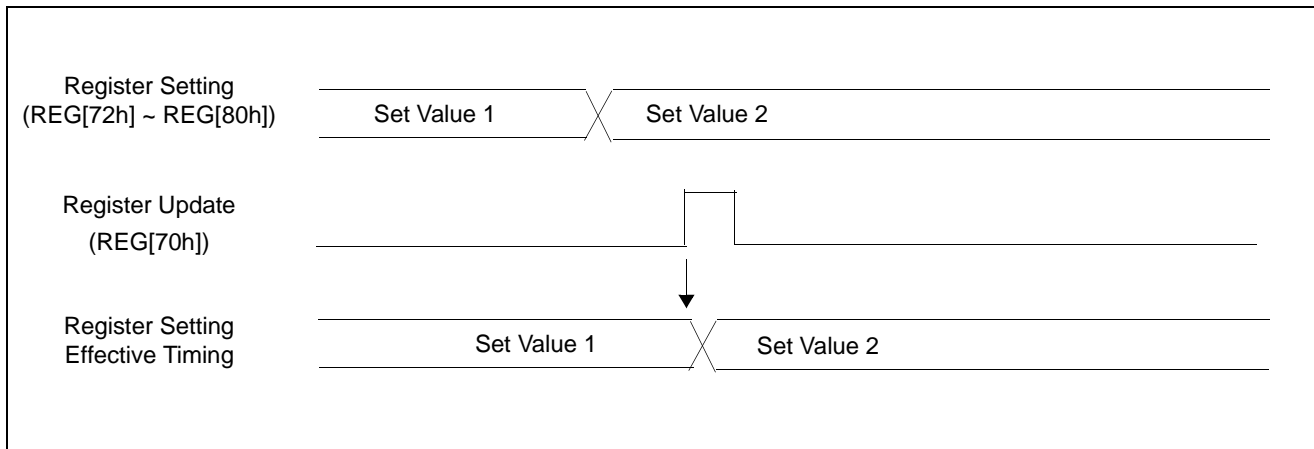 Register Setting
(REG[72h] ~ REG[80h])
Set Value 1
Set Value 2
Register Update
(REG[70h])
Register Setting
Effective Timing
Set Value 1
Set Value 2